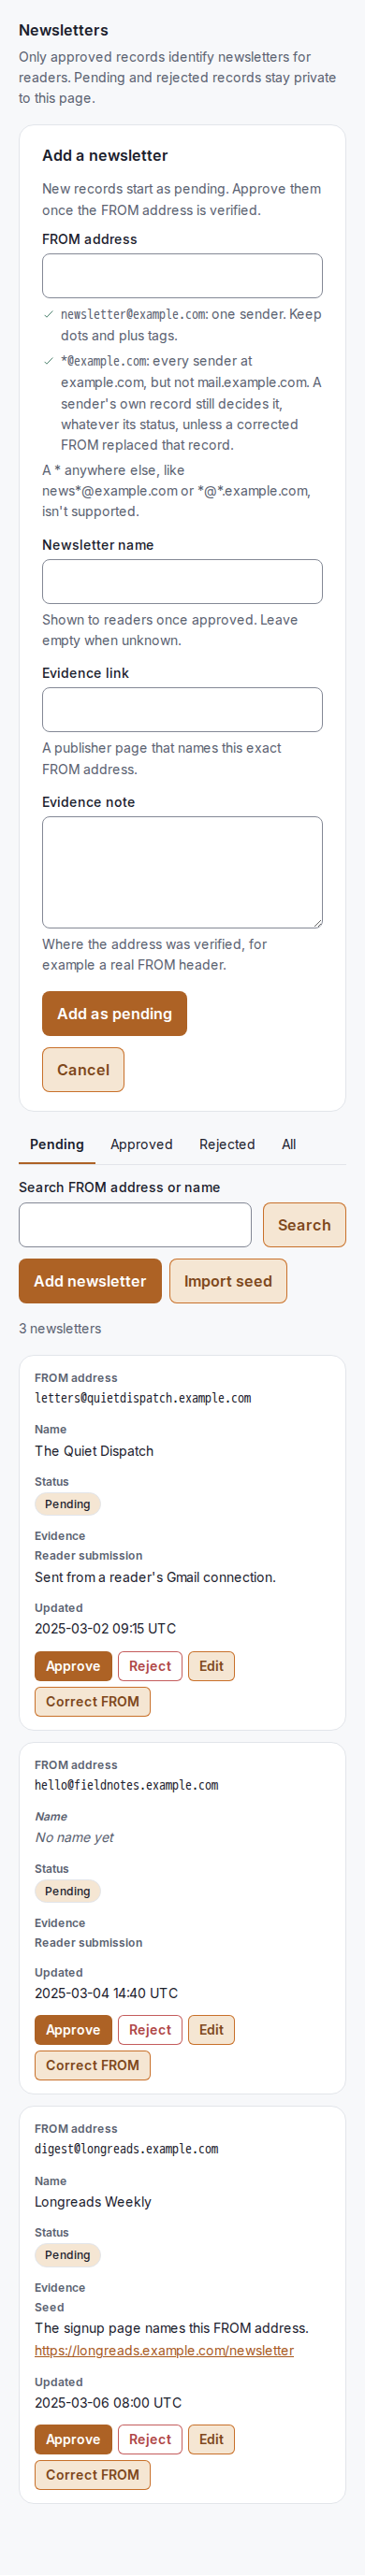 Newsletters
Only approved records identify newsletters for
readers. Pending and rejected records stay private
to this page.
Add a newsletter
New records start as pending. Approve them
once the FROM address is verified.
FROM address
newsletter@example.com: one sender. Keep
dots and plus tags.
*@example.com: every sender at
example.com, but not mail.example.com. A
sender's own record still decides it,
whatever its status, unless a corrected
FROM replaced that record.
A * anywhere else, like
news*@example.com or *@*.example.com,
isn't supported.
Newsletter name
Shown to readers once approved. Leave
empty when unknown.
Evidence link
A publisher page that names this exact
FROM address.
Evidence note
Where the address was verified, for
example a real FROM header.
Add as pending
Cancel
Pending Approved Rejected All
Search FROM address or name
Search
Add newsletter Import seed
3 newsletters
FROM address
letters@quietdispatch.example.com
Name
The Quiet Dispatch
Status
Pending
Evidence
Reader submission
Sent from a reader's Gmail connection.
Updated
2025-03-02 09:15 UTC
Approve Reject Edit
Correct FROM
FROM address
hello@fieldnotes.example.com
Name
No name yet
Status
Pending
Evidence
Reader submission
Updated
2025-03-04 14:40 UTC
Approve Reject Edit
Correct FROM
FROM address
digest@longreads.example.com
Name
Longreads Weekly
Status
Pending
Evidence
Seed
The signup page names this FROM address.
https://longreads.example.com/newsletter
Updated
2025-03-06 08:00 UTC
Approve Reject Edit
Correct FROM